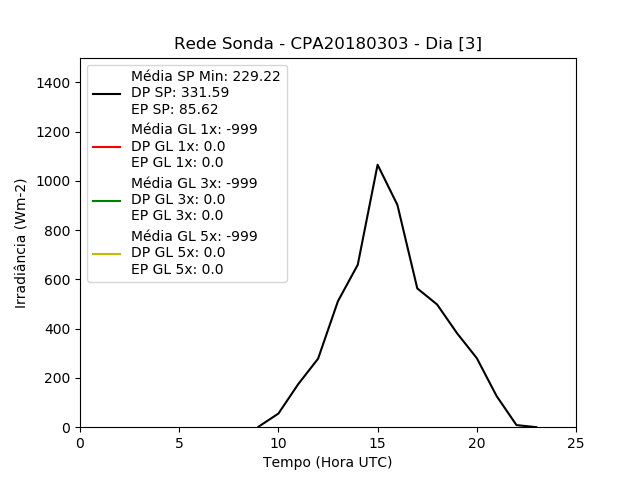 Rede Sonda - CPA20180303 - Dia [3]
Média SP Min: 229.22
DP SP: 331.59
EP SP: 85.62
Média GL 1x: -999
DP GL 1x: 0.0
EP GL 1x: 0.0
Média GL 3x: -999
DP GL 3x: 0.0
EP GL 3x: 0.0
Média GL 5x: -999
DP GL 5x: 0.0
EP GL 5x: 0.0
Irradiância (Wm-2)
1400
1200
1000
800
600
400
200
0
0 5 10 15 20 25
Tempo (Hora UTC)